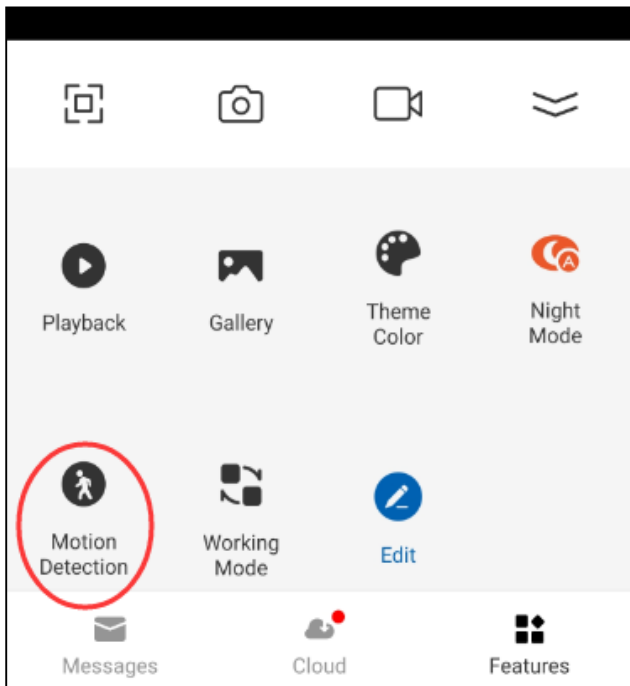 Playback
Gallery
Theme
Color
Night
Mode
A
Motion
Detection
Working
Mode
Edit
Messages
Cloud
Features